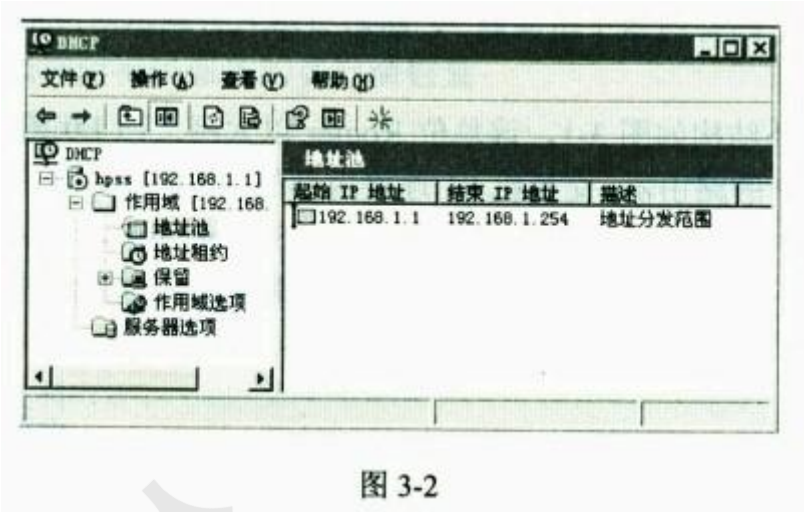 DHCP
文件(F) 操作(A) 查看(V) 帮助(H)
DHCP
hpss [192.168.1.1]
作用域 [192.168.
地址池
地址租约
保留
作用域选项
服务器选项
地址池
起始 IP 地址 结束 IP 地址 描述
192.168.1.1 192.168.1.254 地址分发范围
图 3-2